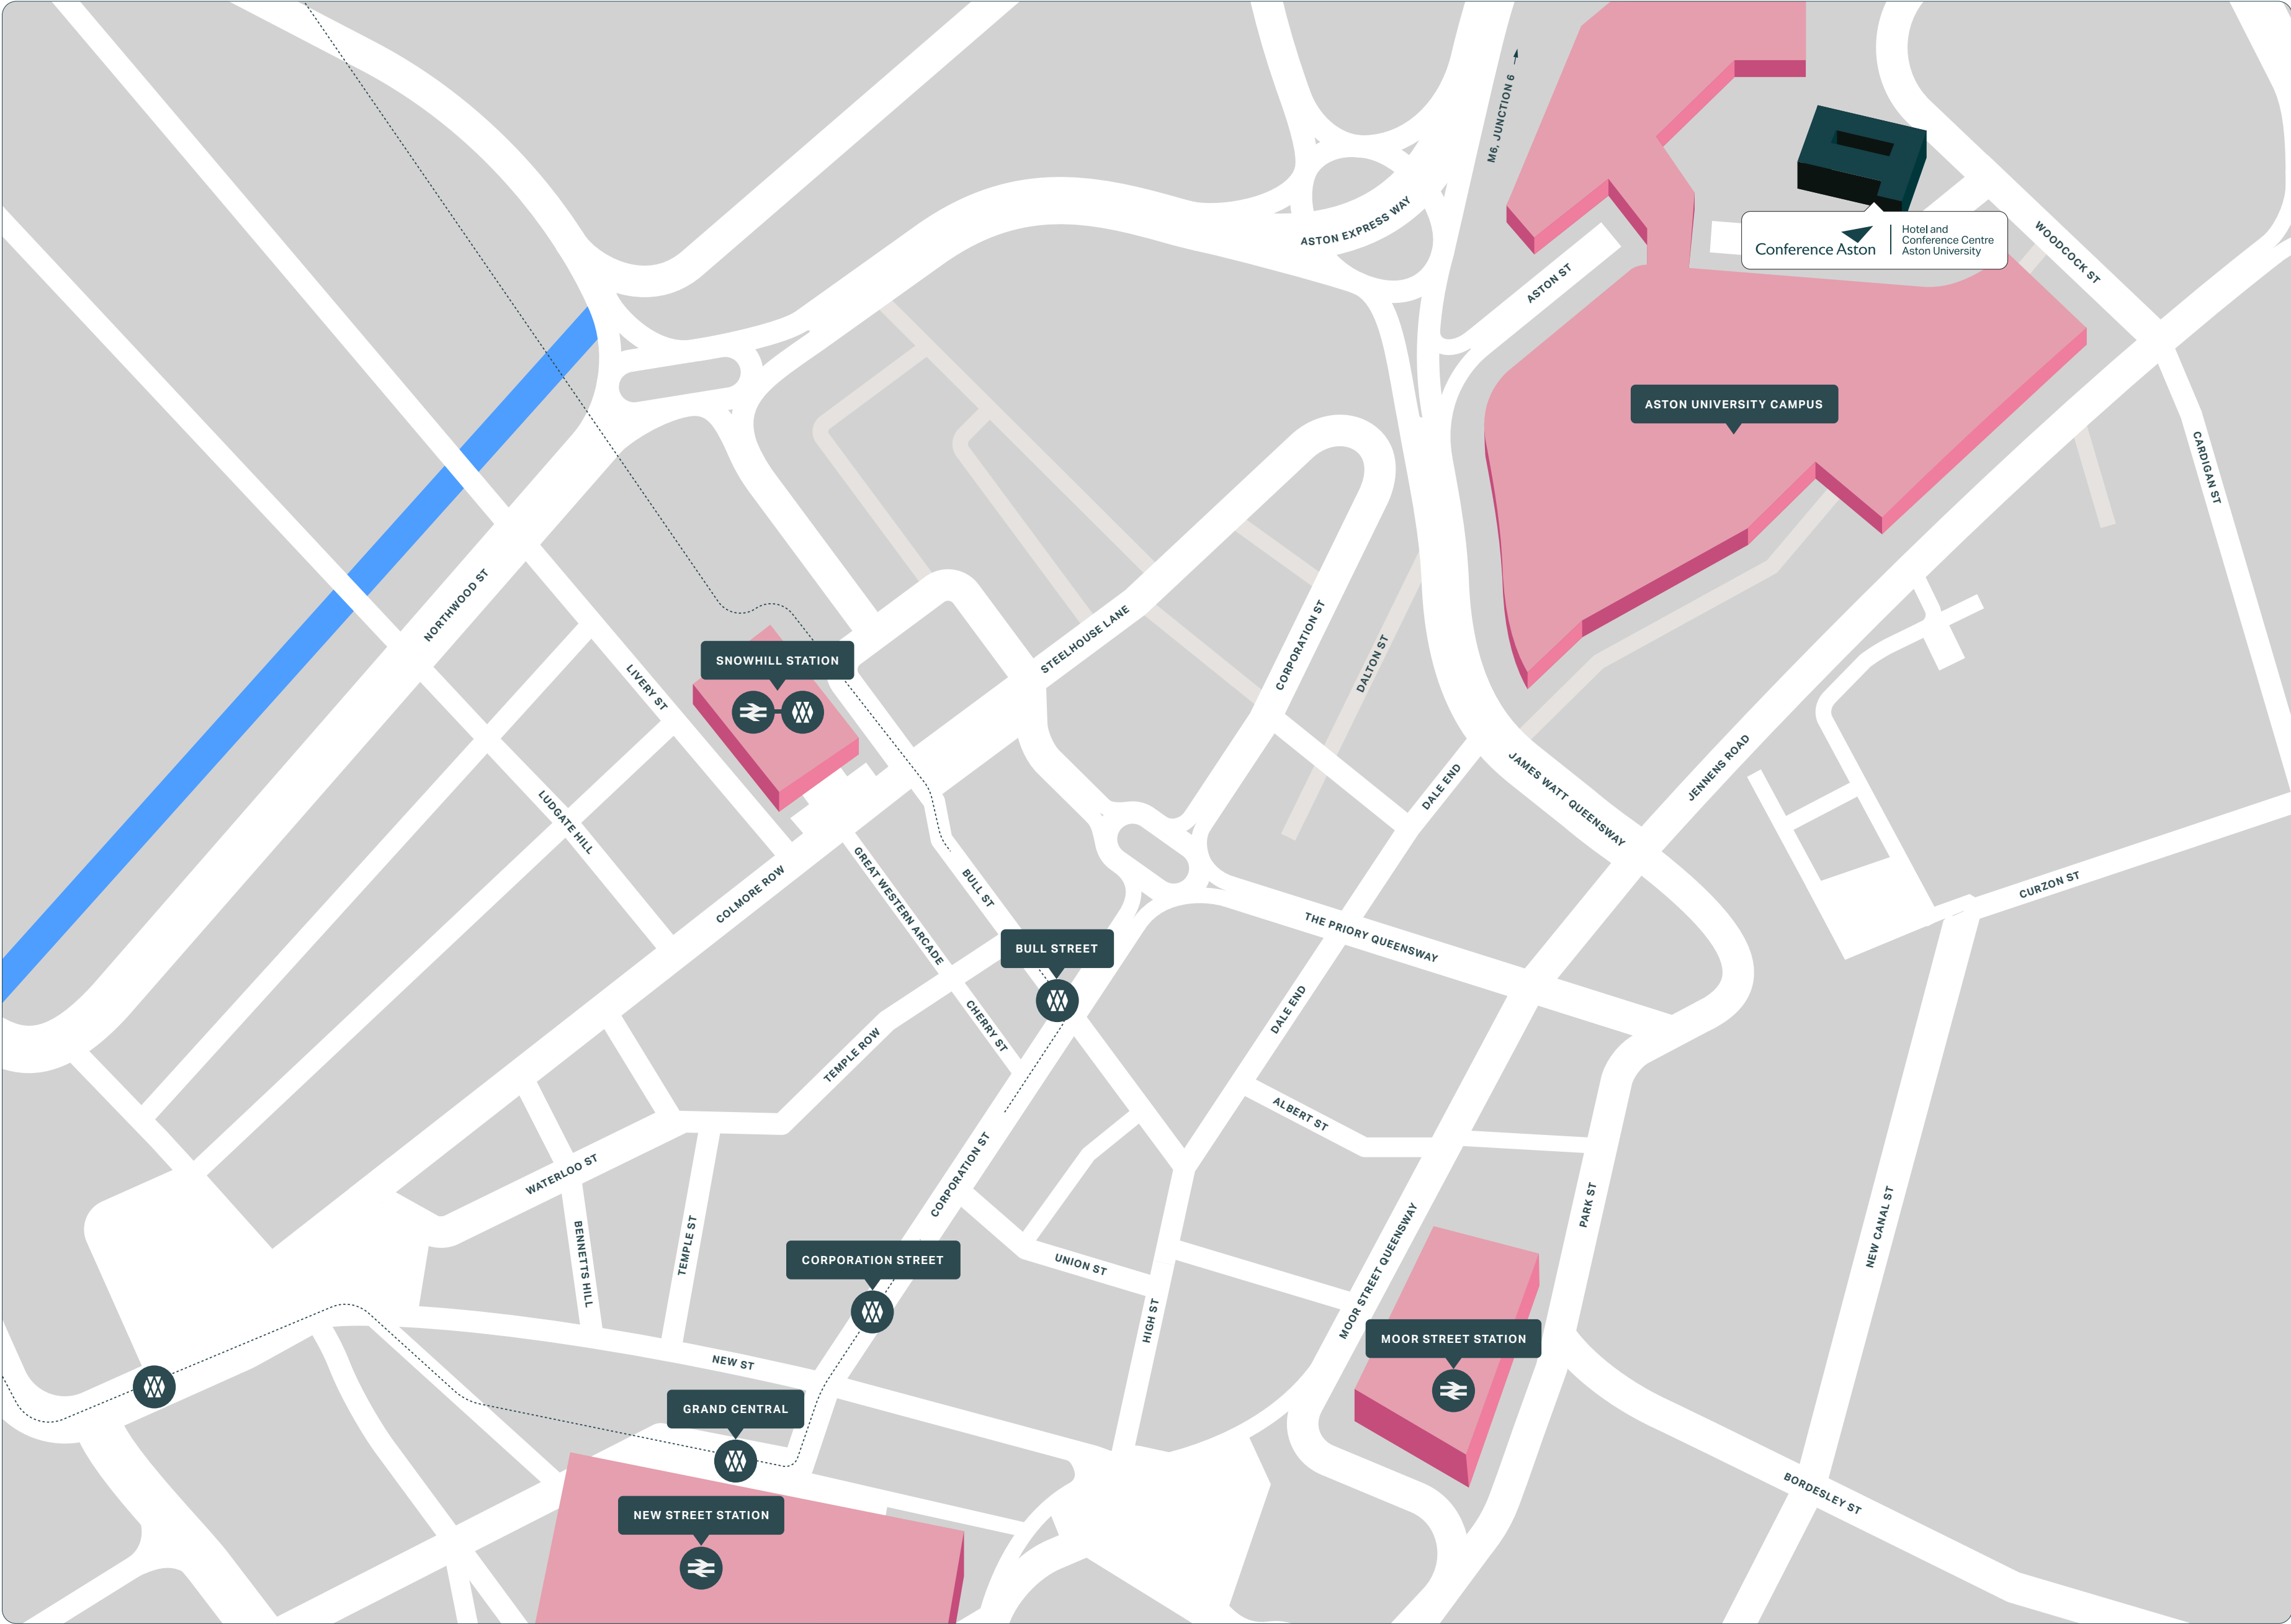 M6, JUNCTION 6
ASTON EXPRESS WAY
ASTON ST
Conference Aston
Hotel and
Conference Centre
Aston University
WOODCOCK ST
ASTON UNIVERSITY CAMPUS
CARDIGAN ST
NORTHWOOD ST
LIVERY ST
SNOWHILL STATION
STEELHOUSE LANE
CORPORATION ST
DALTON ST
LUDGATE HILL
DALE END
JAMES WATT QUEENSWAY
JENNENS ROAD
COLMORE ROW
GREAT WESTERN ARCADE
BULL ST
CURZON ST
BULL STREET
THE PRIORY QUEENSWAY
CHERRY ST
DALE END
TEMPLE ROW
ALBERT ST
WATERLOO ST
CORPORATION ST
BENNETTS HILL
TEMPLE ST
CORPORATION STREET
UNION ST
PARK ST
NEW CANAL ST
HIGH ST
MOOR STREET QUEENSWAY
MOOR STREET STATION
NEW ST
GRAND CENTRAL
BORDESLEY ST
NEW STREET STATION